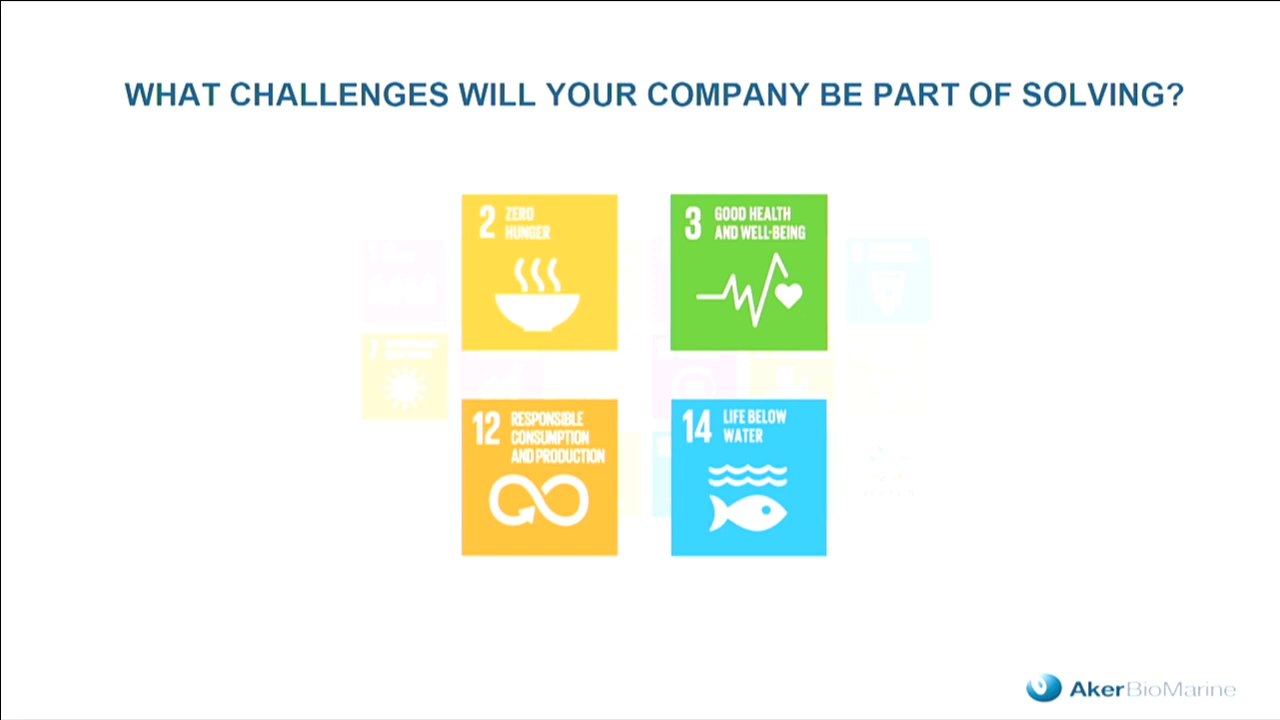 WHAT CHALLENGES WILL YOUR COMPANY BE PART OF SOLVING?
2 ZERO
HUNGER
3 GOOD HEALTH
AND WELL-BEING
7
12 RESPONSIBLE
CONSUMPTION
AND PRODUCTION
14 LIFE BELOW
WATER
AkerBioMarine